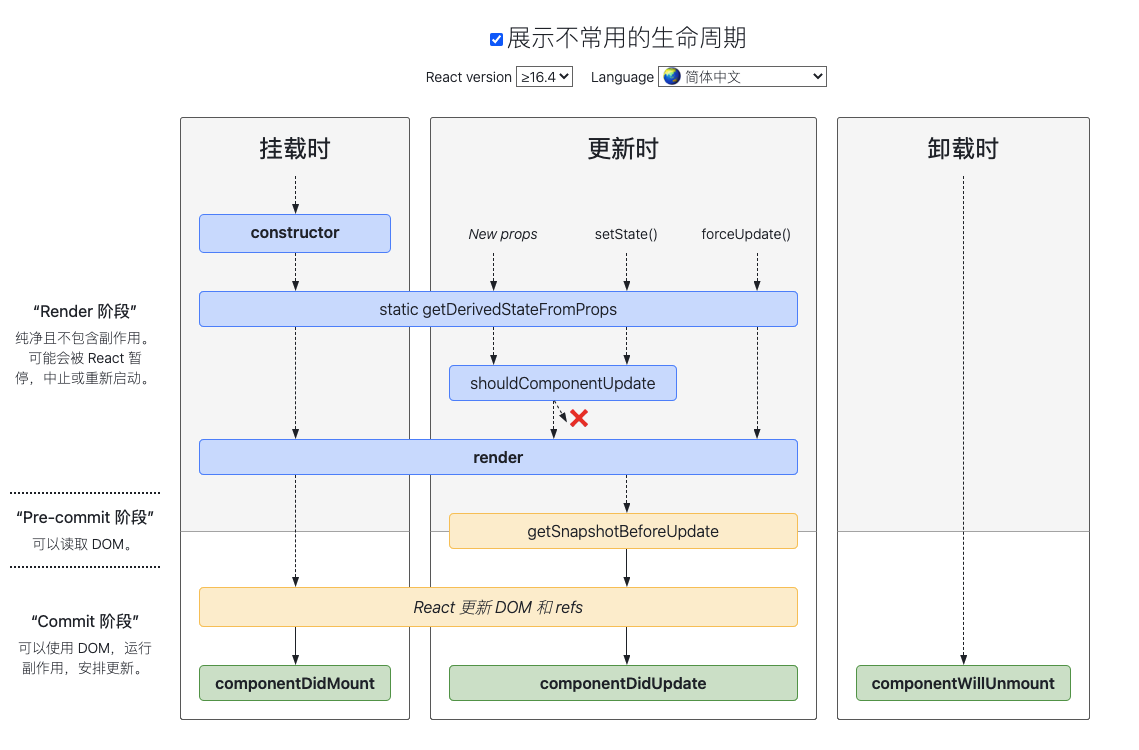 展示不常用的生命周期
React version ≥16.4 Language 简体中文
挂载时
更新时
卸载时
constructor
New props
setState()
forceUpdate()
“Render 阶段”
纯净且不包含副作用。
可能会被 React 暂
停，中止或重新启动。
static getDerivedStateFromProps
shouldComponentUpdate
render
“Pre-commit 阶段”
可以读取 DOM。
getSnapshotBeforeUpdate
“Commit 阶段”
可以使用 DOM，运行
副作用，安排更新。
React 更新 DOM 和 refs
componentDidMount
componentDidUpdate
componentWillUnmount